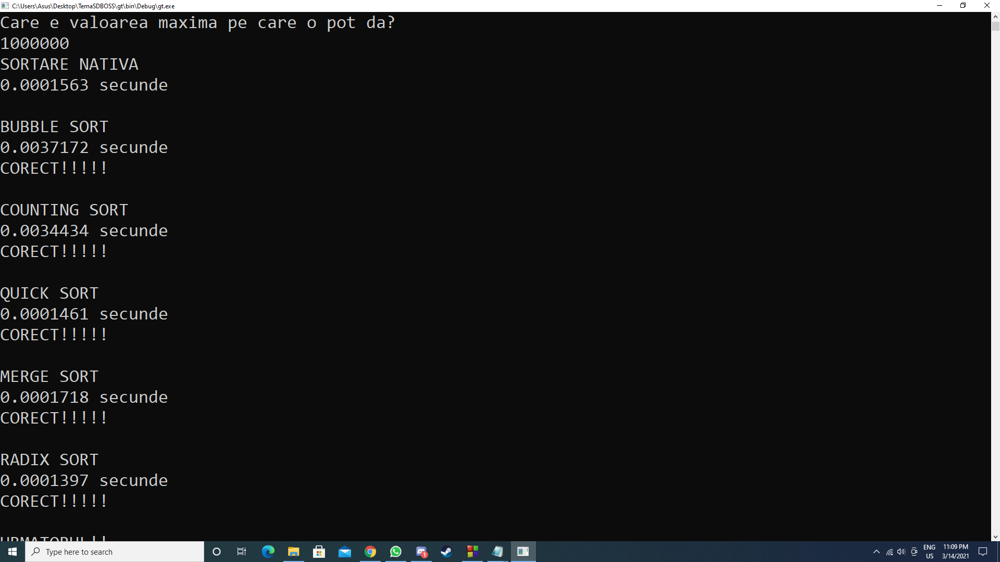 C:\Users\Asus\Desktop\TemaSDBOSS\gt\bin\Debug\gt.exe
Care e valoarea maxima pe care o pot da?
1000000
SORTARE NATIVA
0.0001563 secunde
BUBBLE SORT
0.0037172 secunde
CORECT!!!!!
COUNTING SORT
0.0034434 secunde
CORECT!!!!!
QUICK SORT
0.0001461 secunde
CORECT!!!!!
MERGE SORT
0.0001718 secunde
CORECT!!!!!
RADIX SORT
0.0001397 secunde
CORECT!!!!!
URMATORUL!!
Type here to search
1
ENG
US
11:09 PM
3/14/2021